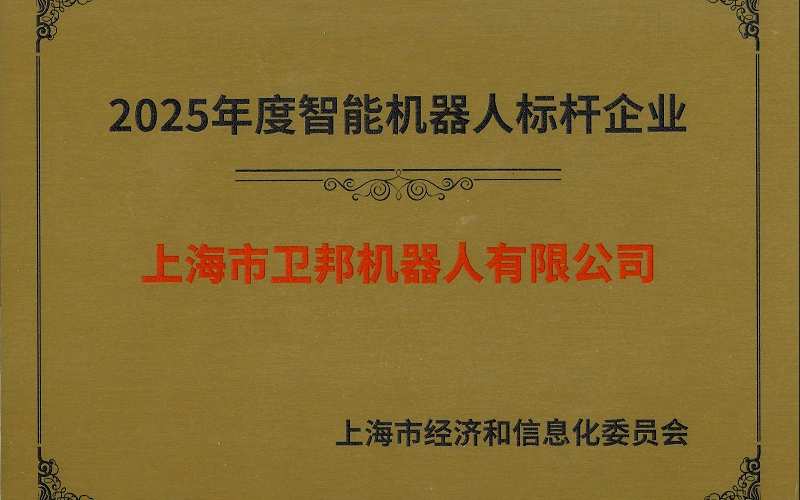 2025年度智能机器人标杆企业
上海市卫邦机器人有限公司
上海市经济和信息化委员会